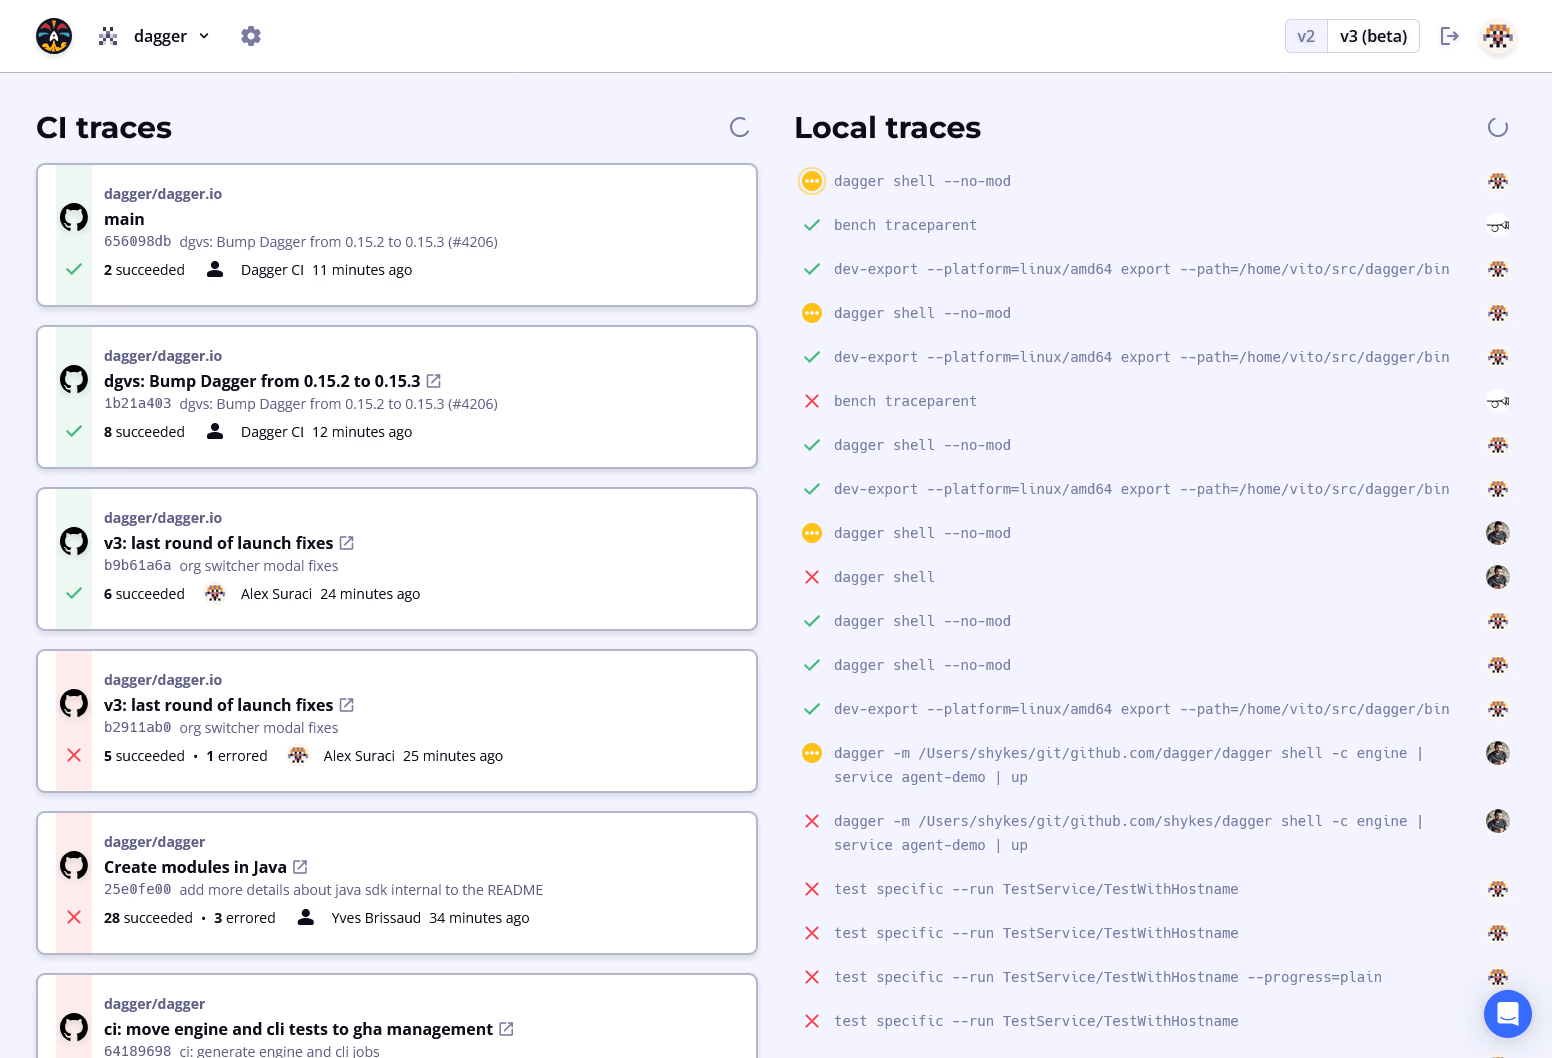 dagger
v2
v3 (beta)
CI traces
dagger/dagger.io
main
656098db dgvs: Bump Dagger from 0.15.2 to 0.15.3 (#4206)
2 succeeded Dagger CI 11 minutes ago
dagger/dagger.io
dgvs: Bump Dagger from 0.15.2 to 0.15.3
1b21a403 dgvs: Bump Dagger from 0.15.2 to 0.15.3 (#4206)
8 succeeded Dagger CI 12 minutes ago
dagger/dagger.io
v3: last round of launch fixes
b9b61a6a org switcher modal fixes
6 succeeded Alex Suraci 24 minutes ago
dagger/dagger.io
v3: last round of launch fixes
b2911ab0 org switcher modal fixes
5 succeeded • 1 errored Alex Suraci 25 minutes ago
dagger/dagger
Create modules in Java
25e0fe00 add more details about java sdk internal to the README
28 succeeded • 3 errored Yves Brissaud 34 minutes ago
dagger/dagger
ci: move engine and cli tests to gha management
64189698 ci: generate engine and cli jobs
Local traces
dagger shell --no-mod
bench traceparent
dev-export --platform=linux/amd64 export --path=/home/vito/src/dagger/bin
dagger shell --no-mod
dev-export --platform=linux/amd64 export --path=/home/vito/src/dagger/bin
bench traceparent
dagger shell --no-mod
dev-export --platform=linux/amd64 export --path=/home/vito/src/dagger/bin
dagger shell --no-mod
dagger shell
dagger shell --no-mod
dagger shell --no-mod
dev-export --platform=linux/amd64 export --path=/home/vito/src/dagger/bin
dagger -m /Users/shykes/git/github.com/dagger/dagger shell -c engine |
service agent-demo | up
dagger -m /Users/shykes/git/github.com/shykes/dagger shell -c engine |
service agent-demo | up
test specific --run TestService/TestWithHostname
test specific --run TestService/TestWithHostname
test specific --run TestService/TestWithHostname --progress=plain
test specific --run TestService/TestWithHostname